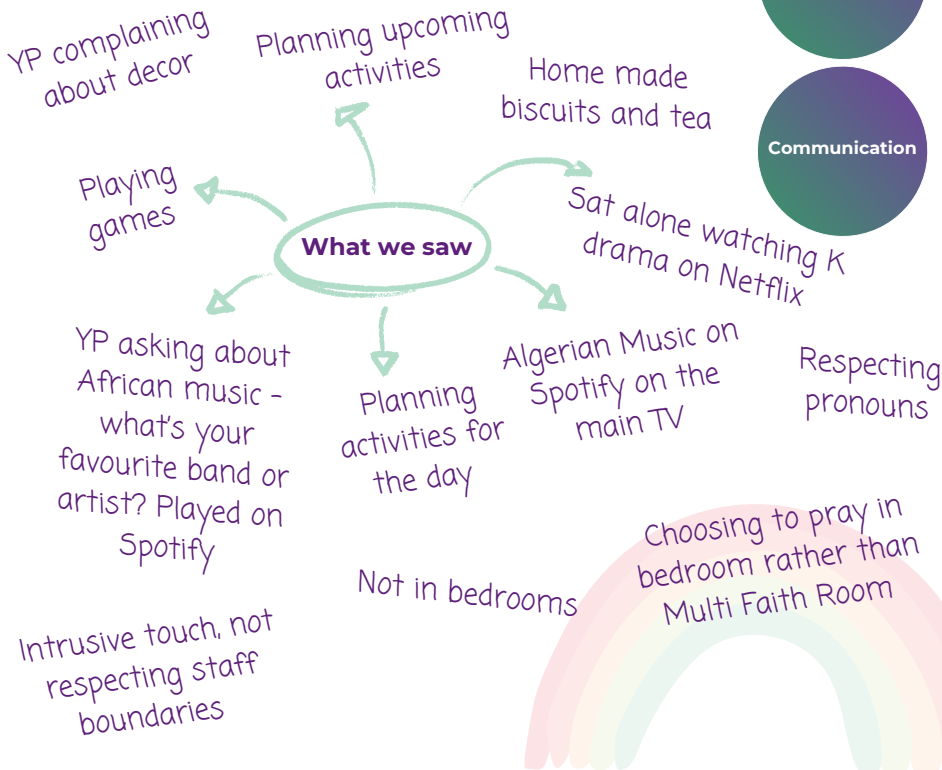 YP complaining
about decor
Planning upcoming
activities
Home made
biscuits and tea
Communication
Playing
games
What we saw
Sat alone watching K
drama on Netflix
YP asking about
African music -
what's your
favourite band or
artist? Played on
Spotify
Planning
activities for
the day
Algerian Music on
Spotify on the
main TV
Respecting
pronouns
Choosing to pray in
bedroom rather than
Multi Faith Room
Not in bedrooms
Intrusive touch, not
respecting staff
boundaries